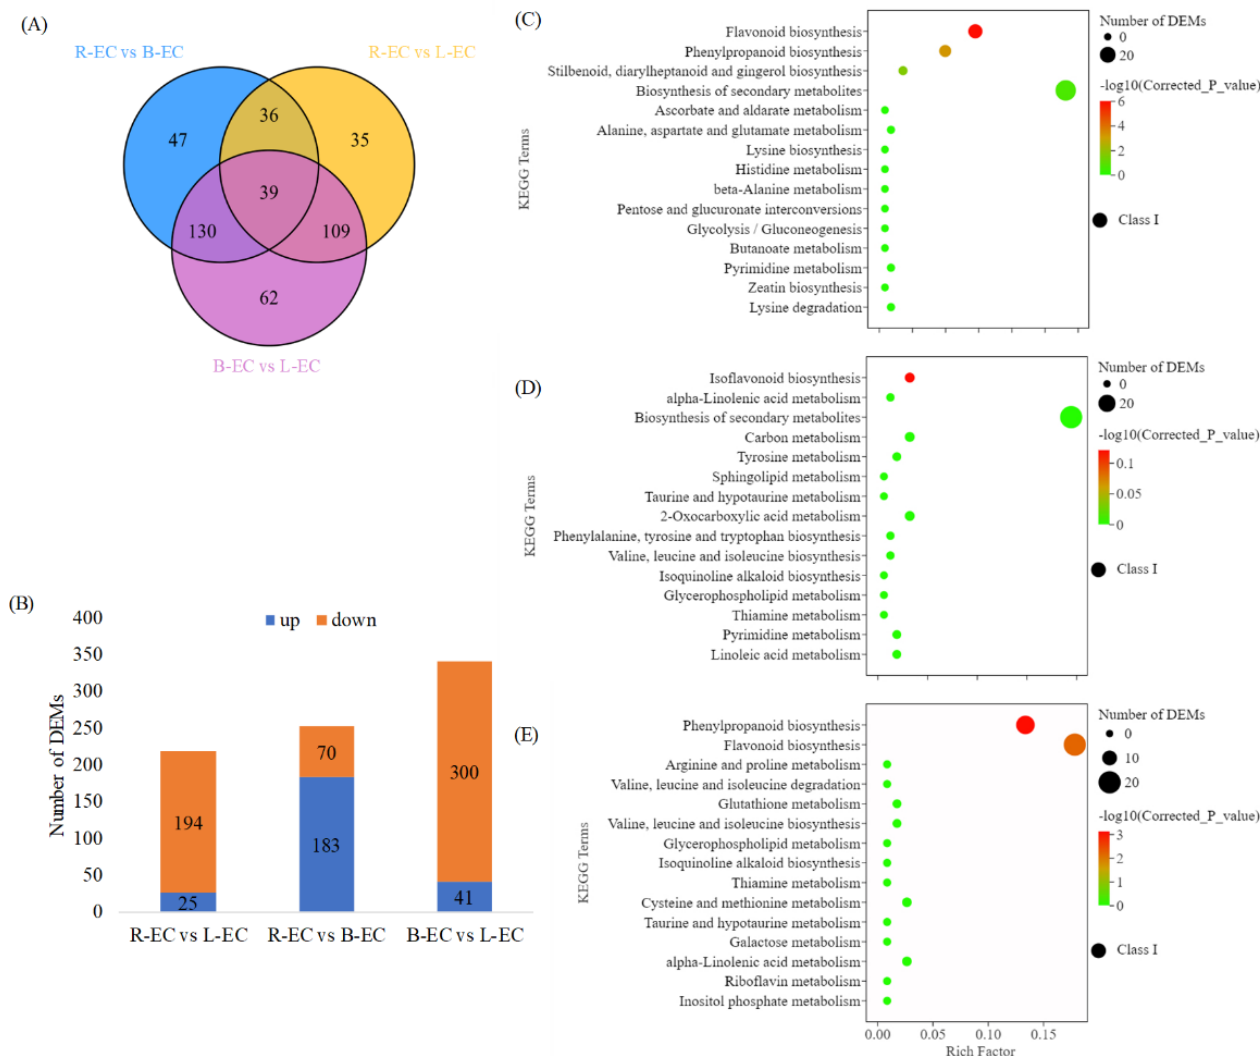 (A)
R-EC vs B-EC
R-EC vs L-EC
36
47
35
39
130
109
62
B-EC vs L-EC
(B)
400
350
300
250
200
150
100
50
0
Number of DEMs
up
down
194
25
70
183
300
41
R-EC vs L-EC
R-EC vs B-EC
B-EC vs L-EC
(C)
KEGG Terms
Flavonoid biosynthesis
Phenylpropanoid biosynthesis
Stilbenoid, diarylheptanoid and gingerol biosynthesis
Biosynthesis of secondary metabolites
Ascorbate and aldarate metabolism
Alanine, aspartate and glutamate metabolism
Lysine biosynthesis
Histidine metabolism
beta-Alanine metabolism
Pentose and glucuronate interconversions
Glycolysis / Gluconeogenesis
Butanoate metabolism
Pyrimidine metabolism
Zeatin biosynthesis
Lysine degradation
Number of DEMs
0
20
-log10(Corrected_P_value)
6
4
2
0
Class I
(D)
KEGG Terms
Isoflavonoid biosynthesis
alpha-Linolenic acid metabolism
Biosynthesis of secondary metabolites
Carbon metabolism
Tyrosine metabolism
Sphingolipid metabolism
Taurine and hypotaurine metabolism
2-Oxocarboxylic acid metabolism
Phenylalanine, tyrosine and tryptophan biosynthesis
Valine, leucine and isoleucine biosynthesis
Isoquinoline alkaloid biosynthesis
Glycerophospholipid metabolism
Thiamine metabolism
Pyrimidine metabolism
Linoleic acid metabolism
Number of DEMs
0
20
-log10(Corrected_P_value)
0.1
0.05
0
Class I
(E)
KEGG Terms
Phenylpropanoid biosynthesis
Flavonoid biosynthesis
Arginine and proline metabolism
Valine, leucine and isoleucine degradation
Glutathione metabolism
Valine, leucine and isoleucine biosynthesis
Glycerophospholipid metabolism
Isoquinoline alkaloid biosynthesis
Thiamine metabolism
Cysteine and methionine metabolism
Taurine and hypotaurine metabolism
Galactose metabolism
alpha-Linolenic acid metabolism
Riboflavin metabolism
Inositol phosphate metabolism
0.00
0.05
0.10
0.15
Rich Factor
Number of DEMs
0
10
20
-log10(Corrected_P_value)
3
2
1
0
Class I